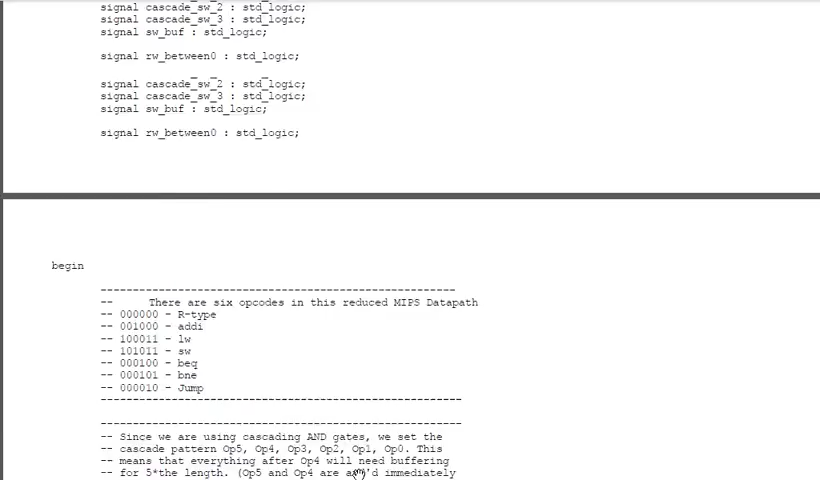 signal cascade_sw_2 : std_logic;
signal cascade_sw_3 : std_logic;
signal sw_buf : std_logic;
signal rw_between0 : std_logic;
signal cascade_sw_2 : std_logic;
signal cascade_sw_3 : std_logic;
signal sw_buf : std_logic;
signal rw_between0 : std_logic;
begin
-------------------------------------------------------
-- There are six opcodes in this reduced MIPS Datapath
-- 000000 - R-type
-- 001000 - addi
-- 100011 - lw
-- 101011 - sw
-- 000100 - beq
-- 000101 - bne
-- 000010 - Jump
--------------------------------------------------------
--------------------------------------------------------
-- Since we are using cascading AND gates, we set the
-- cascade pattern Op5, Op4, Op3, Op2, Op1, Op0. This
-- means that everything after Op4 will need buffering
-- for 5*the length. (Op5 and Op4 are immediately